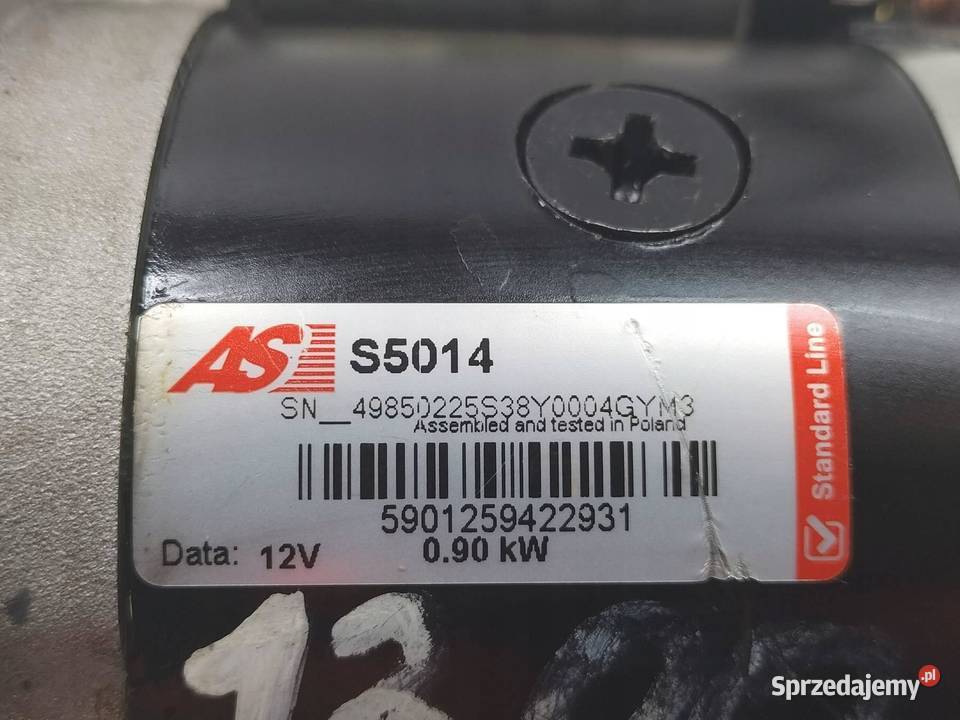 AS
S5014
SN__49850225S38Y0004GYM3
Assembled and tested in Poland
5901259422931
Data: 12V 0.90 kW
Standard Line
Sprzedajemy.pl